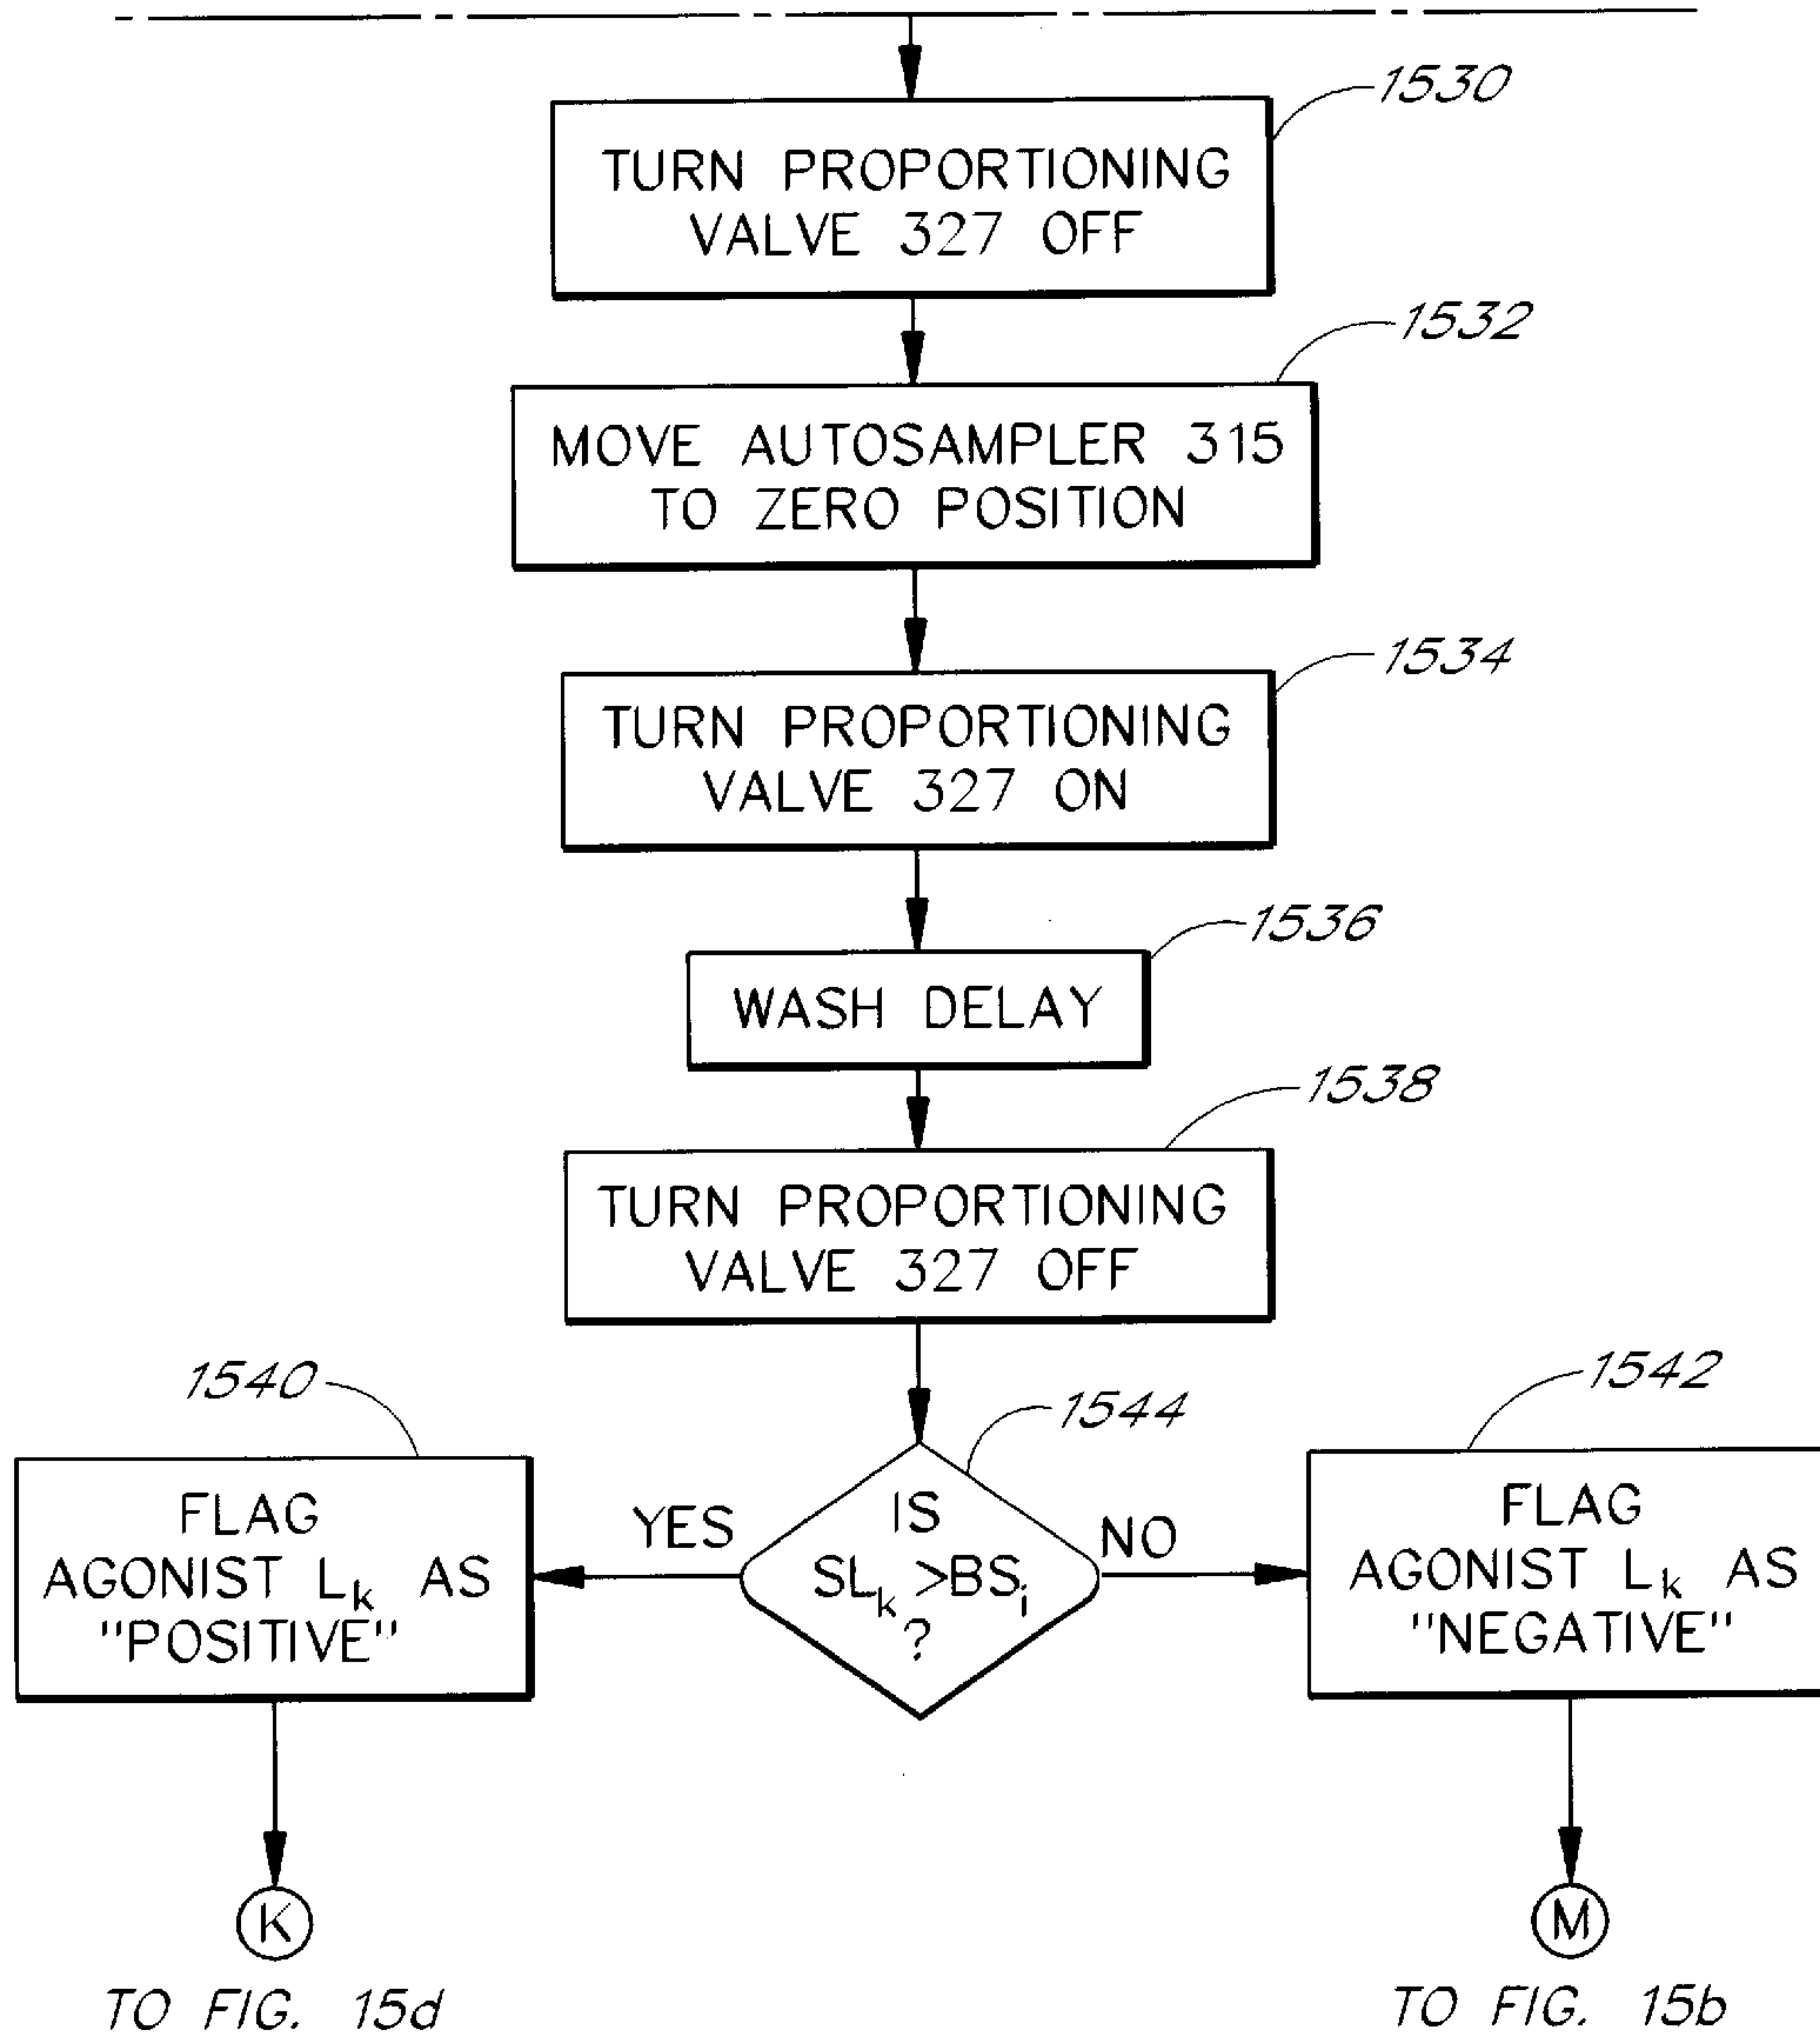 1530
TURN PROPORTIONING
VALVE 327 OFF
1532
MOVE AUTOSAMPLER 315
TO ZERO POSITION
1534
TURN PROPORTIONING
VALVE 327 ON
1536
WASH DELAY
1538
TURN PROPORTIONING
VALVE 327 OFF
1540
FLAG
AGONIST Lk AS
"POSITIVE"
YES
1544
IS
SLk >BSi
?
NO
1542
FLAG
AGONIST Lk AS
"NEGATIVE"
K
TO FIG. 15d
M
TO FIG. 15b